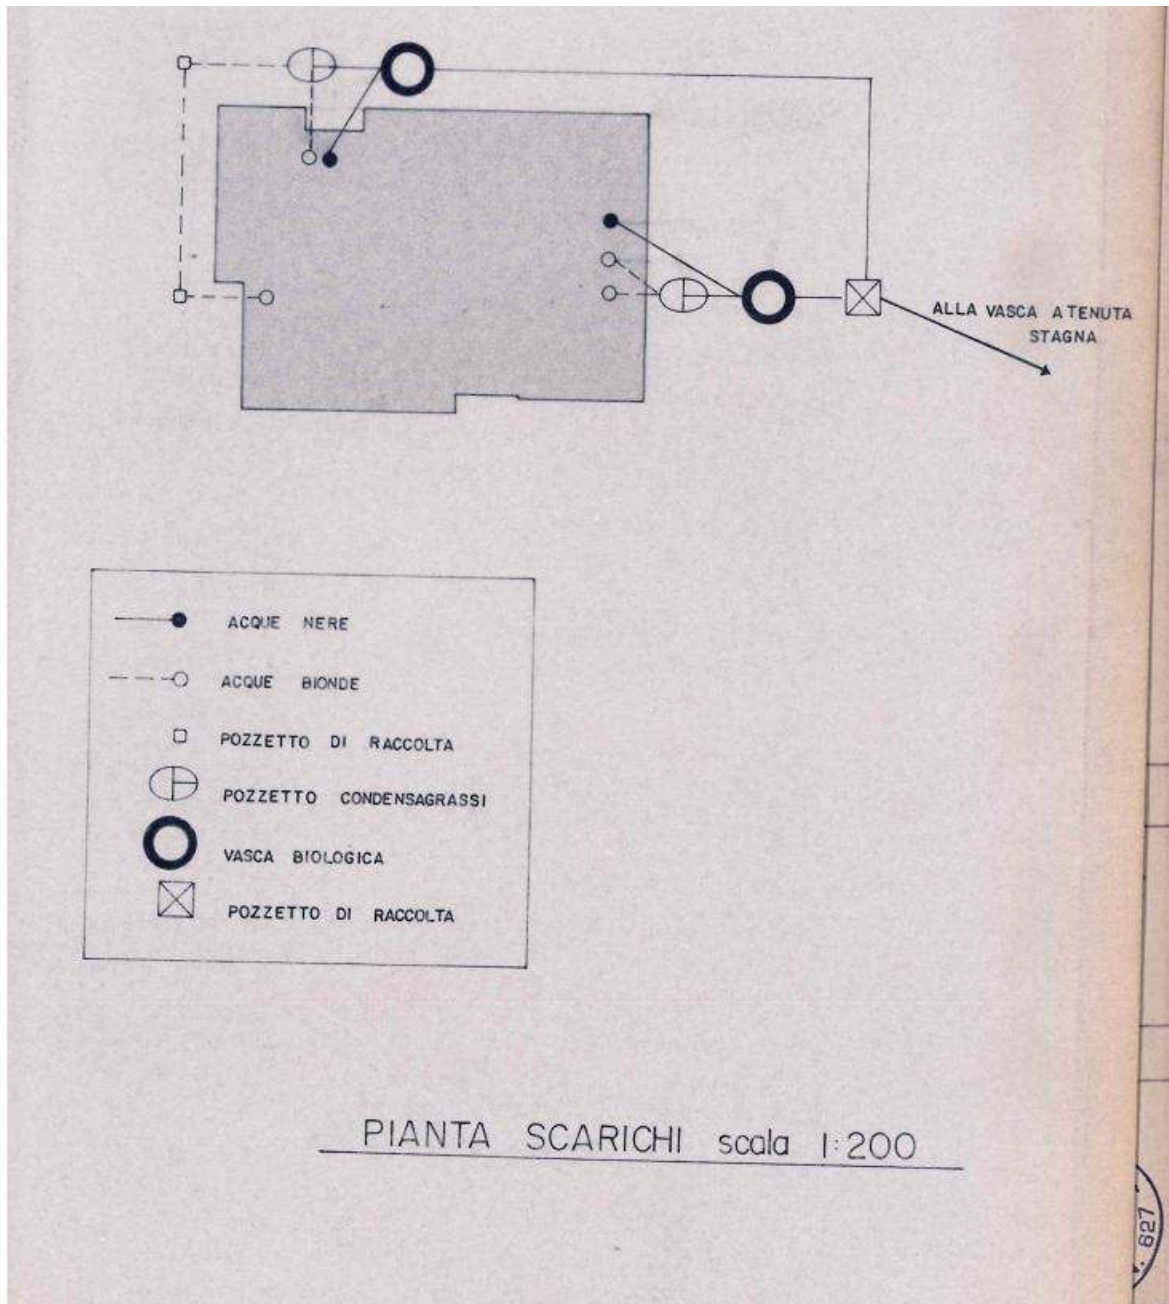 ALLA VASCA A TENUTA
STAGNA
ACQUE NERE
ACQUE BIONDE
POZZETTO DI RACCOLTA
POZZETTO CONDENSAGRASSI
VASCA BIOLOGICA
POZZETTO DI RACCOLTA
PIANTA SCARICHI scala 1:200
627